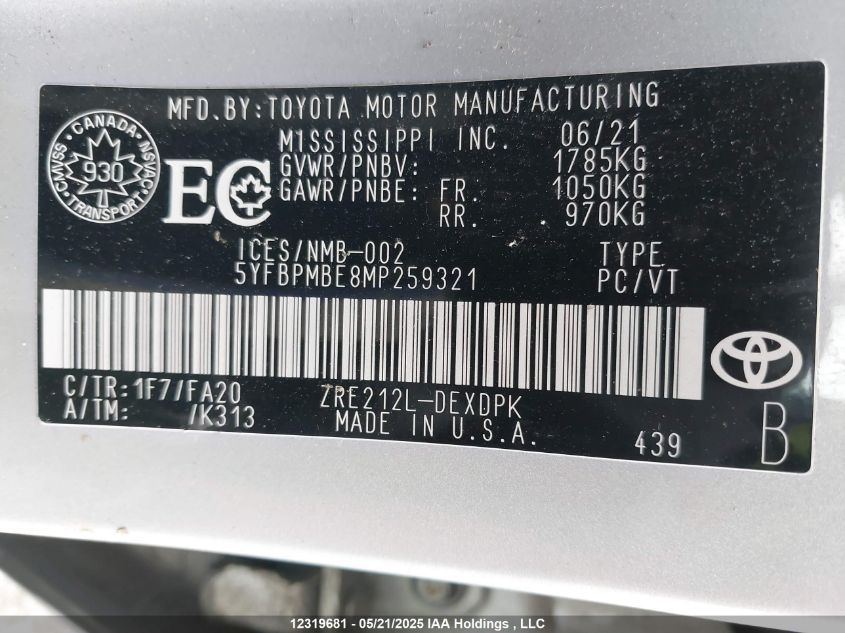 MFD.BY:TOYOTA MOTOR MANUFACTURING
MISSISSIPPI INC. 06/21
GVWR/PNBV: 1785KG
GAWR/PNBE: FR. 1050KG
RR. 970KG
CANADA
CMVSS 930 NSVAC
TRANSPORT
EC
ICES/NMB-002 TYPE
5YFBPMBE8MP259321 PC/VT
C/TR:1F7/FA20 ZRE212L-DEXDPK
A/TM: /K313 MADE IN U.S.A. 439 B
12319681 - 05/21/2025 IAA Holdings , LLC